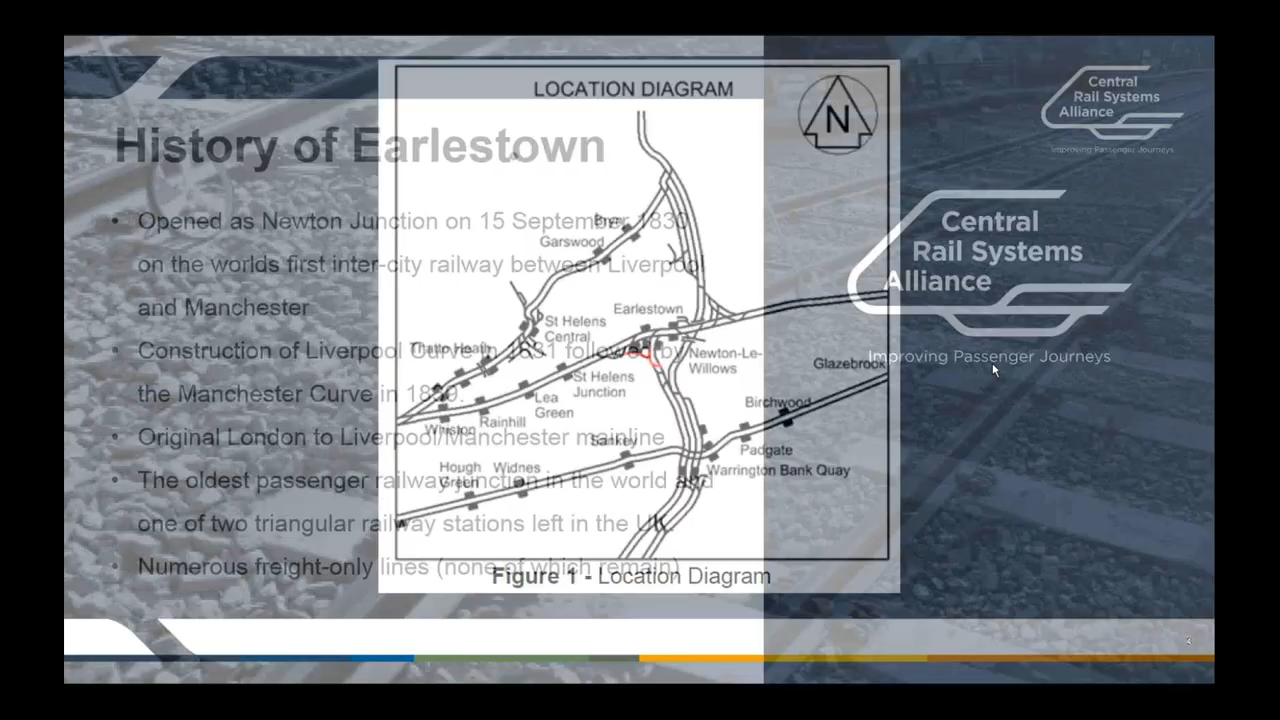 LOCATION DIAGRAM
N
Central
Rail Systems
Alliance
Improving Passenger Journeys
History of Earlestown
• Opened as Newton Junction on 15 September 1830
on the worlds first inter-city railway between Liverpool
and Manchester
• Construction of Liverpool Curve in 1831 followed by
the Manchester Curve in
• Original London to Liverpool/Manchester mainline
• The oldest passenger railway junction in the world and
one of two triangular railway stations left in the UK
• Numerous freight-only lines (none of which remain)
Bryn
Garswood
Earlestown
St Helens
Central
Thatto Heath
Newton-Le-
Willows
Glazebrook
St Helens
Junction
Lea
Green
Rainhill
Whiston
Birchwood
Sankey
Padgate
Hough
Green
Widnes
Warrington Bank Quay
Figure 1 - Location Diagram
Central
Rail Systems
Alliance
Improving Passenger Journeys
3